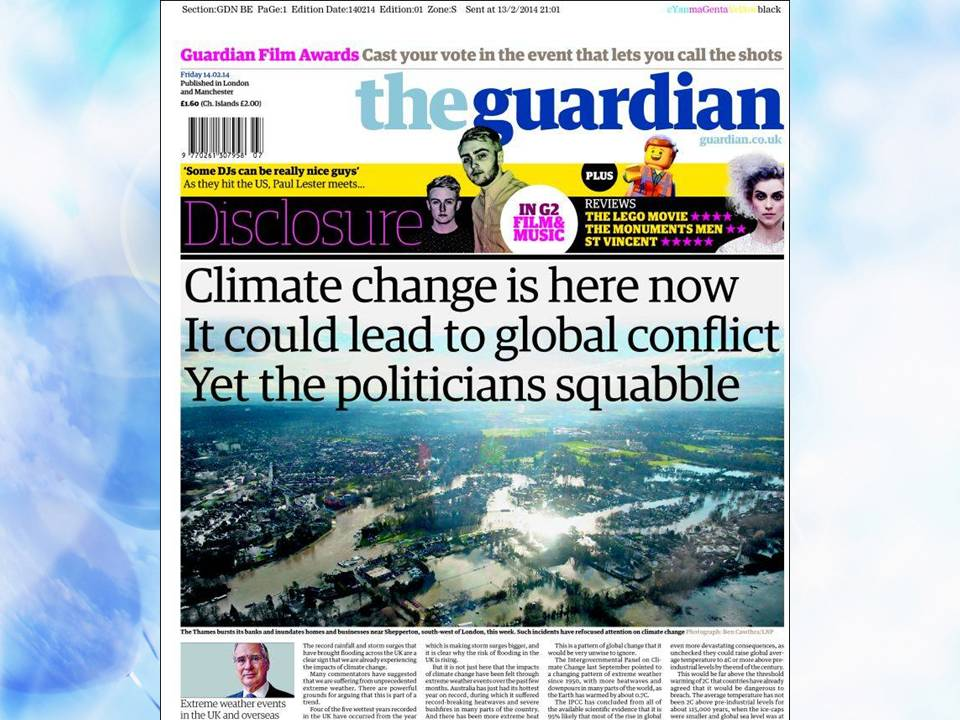 Section:GDN BE PaGe:1 Edition Date:140214 Edition:01 Zone:S Sent at 13/2/2014 21:01 cYanmaGentaYellow black
Guardian Film Awards Cast your vote in the event that lets you call the shots
Friday 14.02.14
Published in London
and Manchester
£1.60 (Ch. Islands £2.00)
theguardian
guardian.co.uk
9 770261 307958 07
'Some DJs can be really nice guys'
As they hit the US, Paul Lester meets...
Disclosure
IN G2
FILM&
MUSIC
PLUS
REVIEWS
THE LEGO MOVIE ★★★★
THE MONUMENTS MEN ★★
ST VINCENT ★★★★★
Climate change is here now
It could lead to global conflict
Yet the politicians squabble
The Thames bursts its banks and inundates homes and businesses near Shepperton, south-west of London, this week. Such incidents have refocused attention on climate change Photograph: Ben Cawthra/LNP
Extreme weather events
in the UK and overseas
The record rainfall and storm surges that
have brought flooding across the UK are a
clear sign that we are already experiencing
the impacts of climate change.
Many commentators have suggested
that we are suffering from unprecedented
extreme weather. There are powerful
grounds for arguing that this is part of a
trend.
Four of the five wettest years recorded
in the UK have occurred from the year
which is making storm surges bigger, and
it is clear why the risk of flooding in the
UK is rising.
But it is not just here that the impacts
of climate change have been felt through
extreme weather events over the past few
months. Australia has just had its hottest
year on record, during which it suffered
record-breaking heatwaves and severe
bushfires in many parts of the country.
And there has been more extreme heat
This is a pattern of global change that it
would be very unwise to ignore.
The Intergovernmental Panel on Cli-
mate Change last September pointed to
a changing pattern of extreme weather
since 1950, with more heatwaves and
downpours in many parts of the world, as
the Earth has warmed by about 0.7C.
The IPCC has concluded from all of
the available scientific evidence that it is
95% likely that most of the rise in global
even more devastating consequences, as
unchecked they could raise global aver-
age temperature to 4C or more above pre-
industrial levels by the end of the century.
This would be far above the threshold
warming of 2C that countries have already
agreed that it would be dangerous to
breach. The average temperature has not
been 2C above pre-industrial levels for
about 115,000 years, when the ice-caps
were smaller and global sea level was at